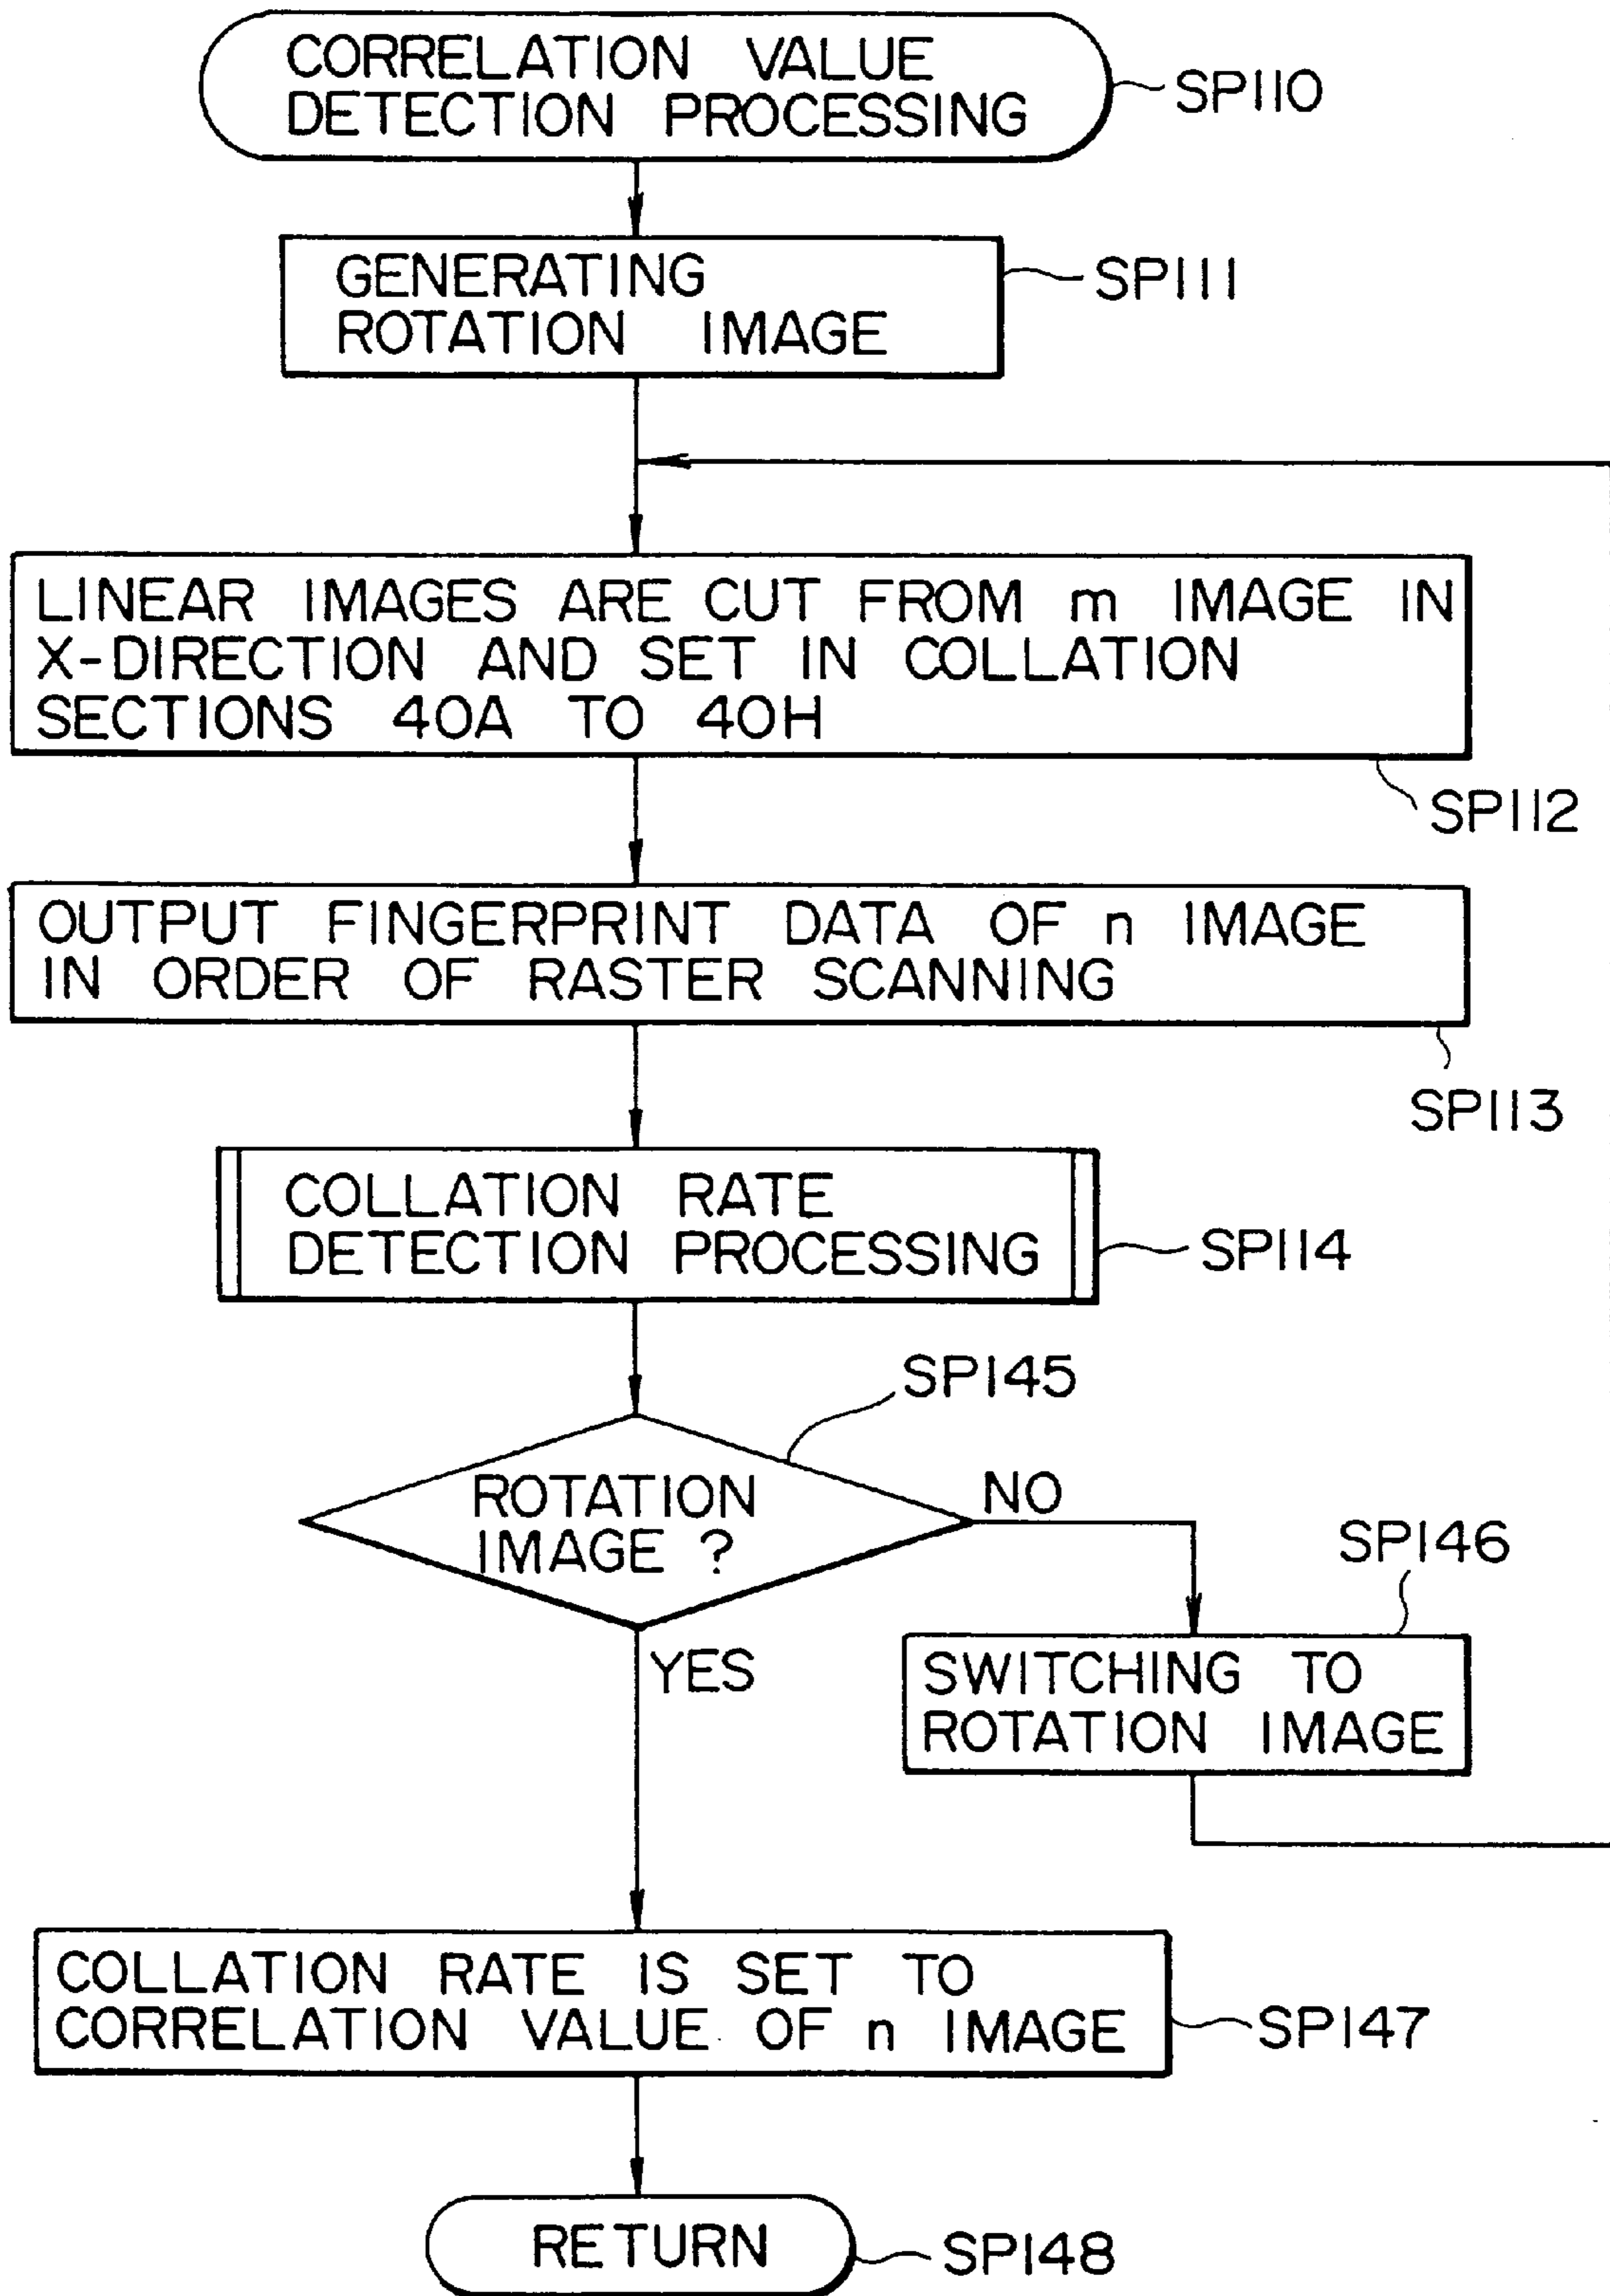 CORRELATION VALUE
DETECTION PROCESSING
SP110
GENERATING
ROTATION IMAGE
SP111
LINEAR IMAGES ARE CUT FROM m IMAGE IN
X-DIRECTION AND SET IN COLLATION
SECTIONS 40A TO 40H
SP112
OUTPUT FINGERPRINT DATA OF n IMAGE
IN ORDER OF RASTER SCANNING
SP113
COLLATION RATE
DETECTION PROCESSING
SP114
SP145
ROTATION
IMAGE ?
NO
SP146
YES
SWITCHING TO
ROTATION IMAGE
COLLATION RATE IS SET TO
CORRELATION VALUE OF n IMAGE
SP147
RETURN
SP148